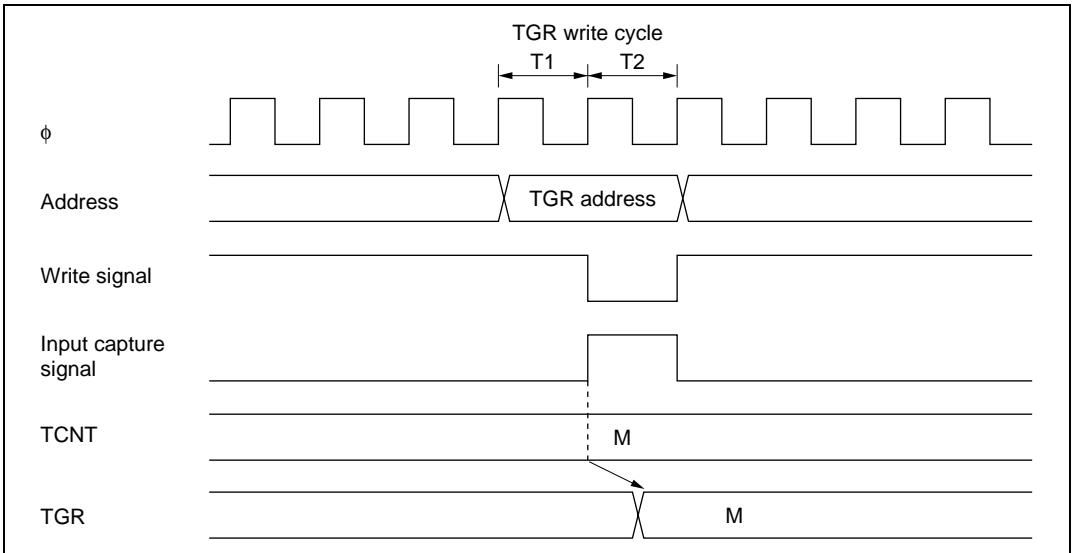 TGR write cycle
T1 T2
ϕ
Address
TGR address
Write signal
Input capture
signal
TCNT
M
TGR
M